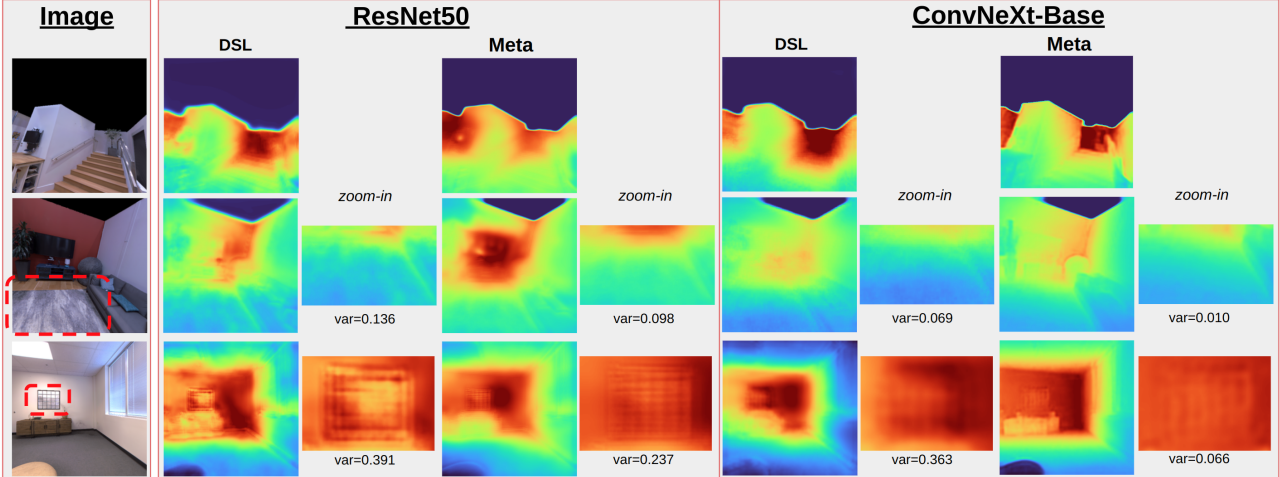 Image
ResNet50
ConvNeXt-Base
DSL
Meta
DSL
Meta
zoom-in
zoom-in
zoom-in
zoom-in
var=0.136
var=0.098
var=0.069
var=0.010
var=0.391
var=0.237
var=0.363
var=0.066